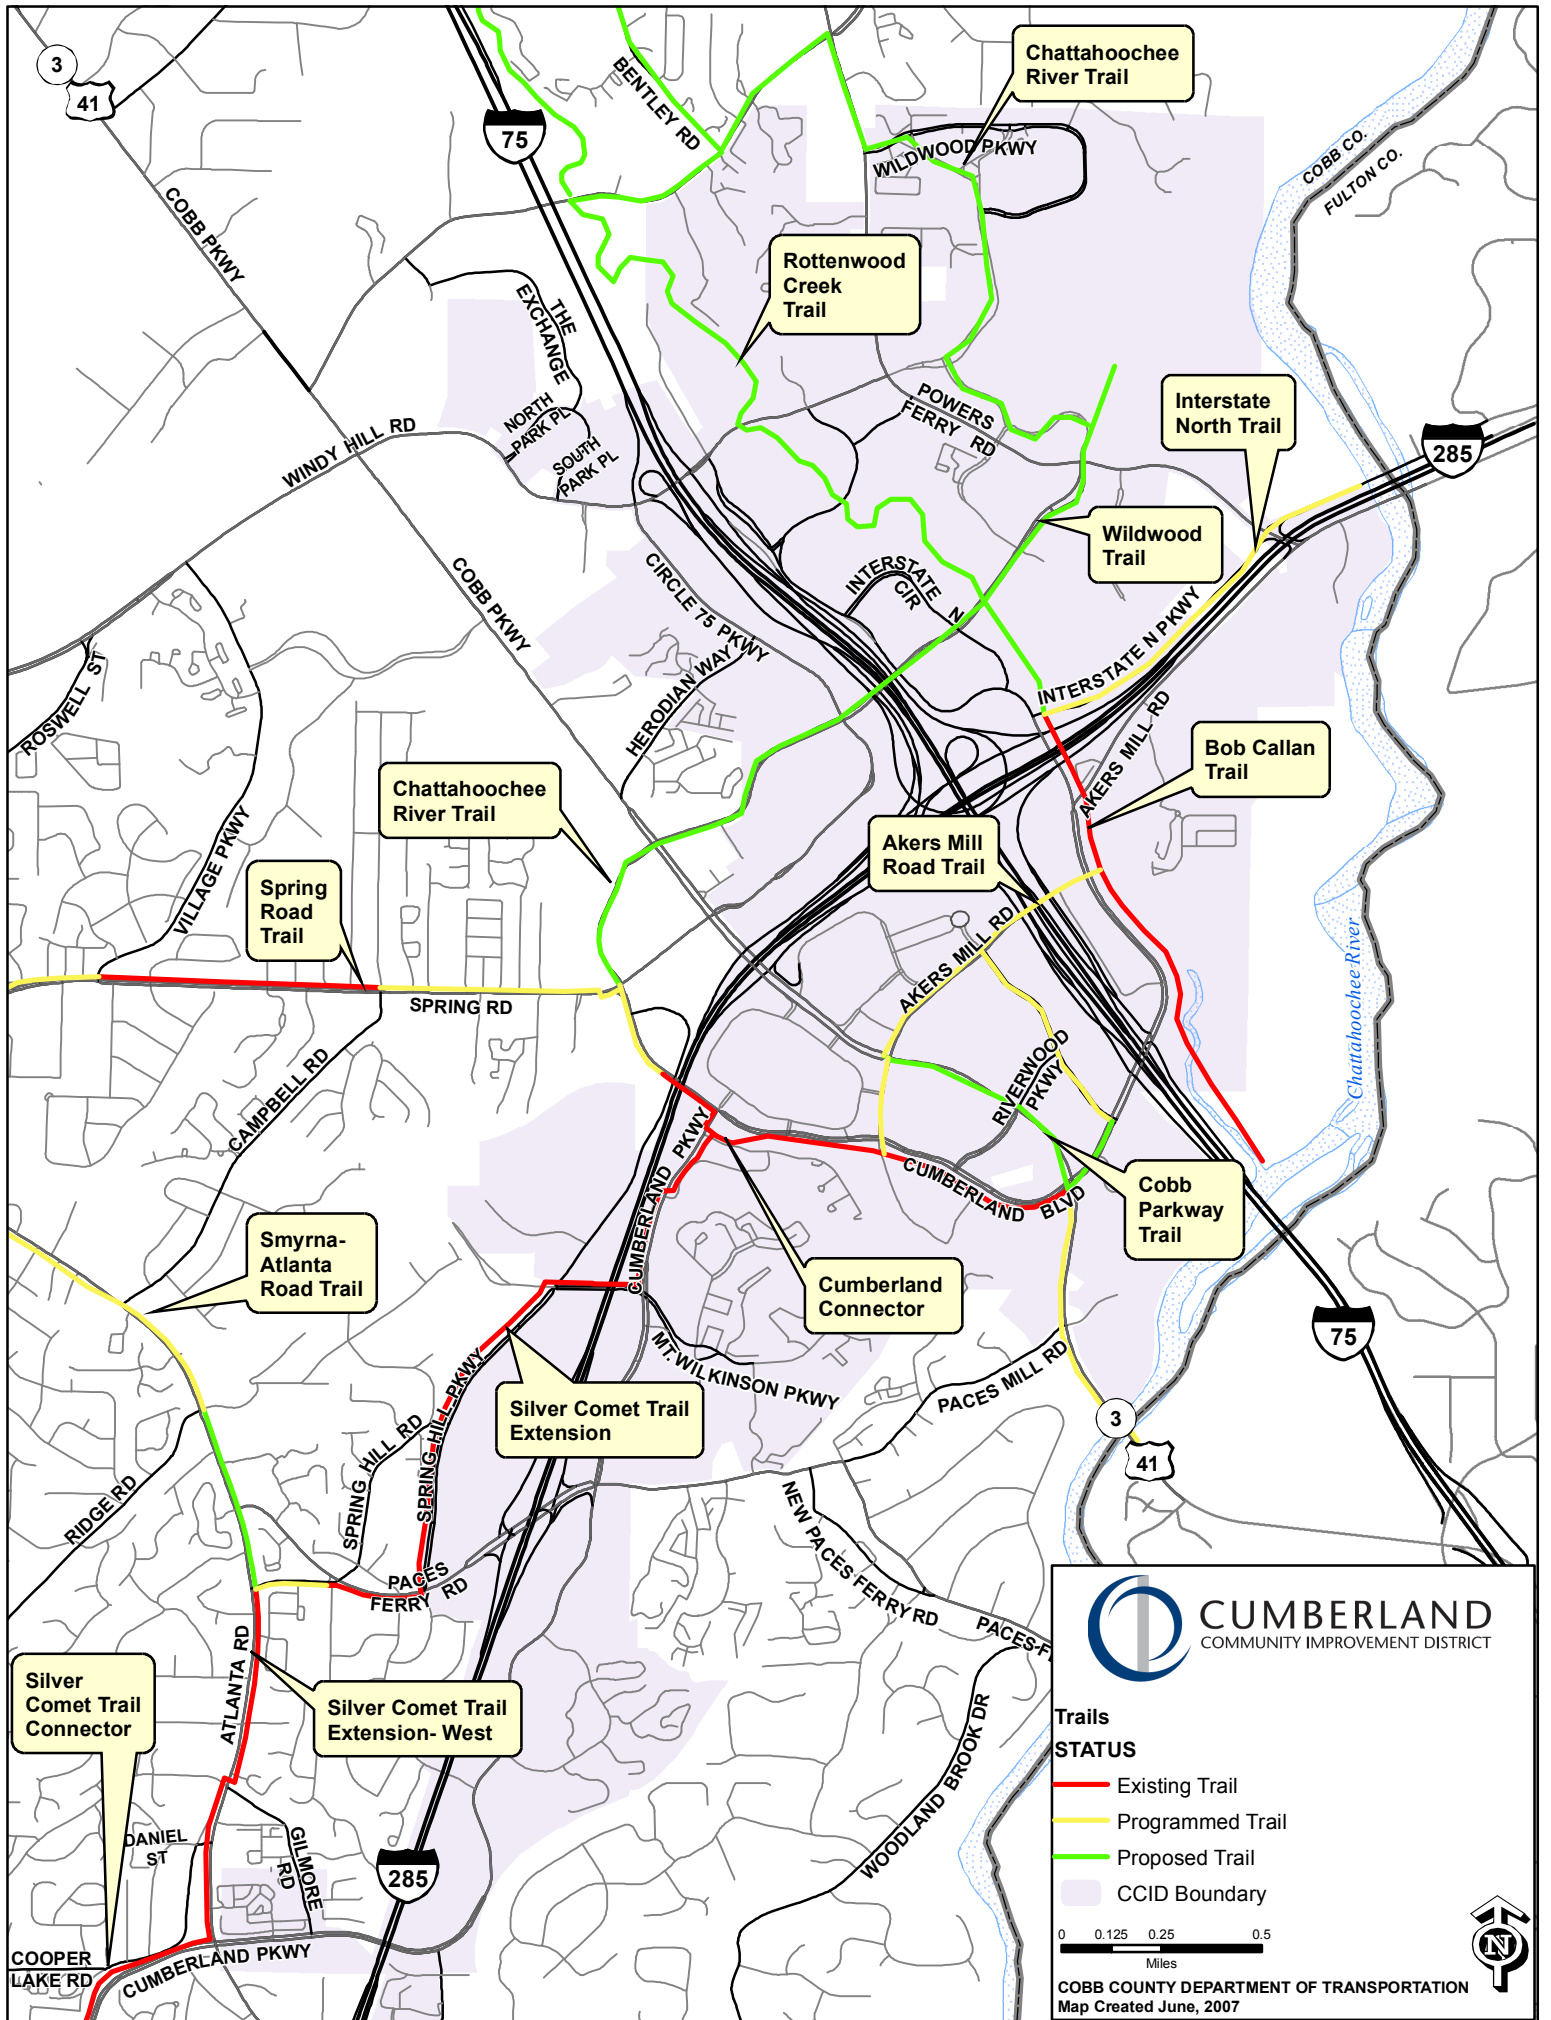 3
41
75
BENTLEY RD
Chattahoochee
River Trail
WILDWOOD PKWY
COBB CO.
FULTON CO.
COBB PKWY
Rottenwood
Creek
Trail
THE
EXCHANGE
NORTH
PARK PL
SOUTH
PARK PL
WINDY HILL RD
POWERS
FERRY RD
Interstate
North Trail
285
Wildwood
Trail
COBB PKWY
CIRCLE 75 PKWY
INTERSTATE
CIR
N
INTERSTATE N PKWY
HERODIAN WAY
ROSWELL ST
AKERS MILL RD
Bob Callan
Trail
Chattahoochee
River Trail
VILLAGE PKWY
Akers Mill
Road Trail
Spring
Road
Trail
AKERS MILL RD
SPRING RD
Chattahoochee River
CAMPBELL RD
RIVERWOOD
PKWY
CUMBERLAND PKWY
CUMBERLAND BLVD
Cobb
Parkway
Trail
Smyrna-
Atlanta
Road Trail
Cumberland
Connector
75
MT.WILKINSON PKWY
PACES MILL RD
Silver Comet Trail
Extension
3
41
SPRING HILL RD
SPRING HILL PKWY
RIDGE RD
NEW PACES FERRY RD
PACES
FERRY RD
PACES-F
ATLANTA RD
Silver
Comet Trail
Connector
Silver Comet Trail
Extension- West
WOODLAND BROOK DR
DANIEL
ST
GILMORE
RD
285
COOPER
LAKE RD
CUMBERLAND PKWY
CUMBERLAND
COMMUNITY IMPROVEMENT DISTRICT
Trails
STATUS
Existing Trail
Programmed Trail
Proposed Trail
CCID Boundary
0 0.125 0.25 0.5
Miles
N
COBB COUNTY DEPARTMENT OF TRANSPORTATION
Map Created June, 2007